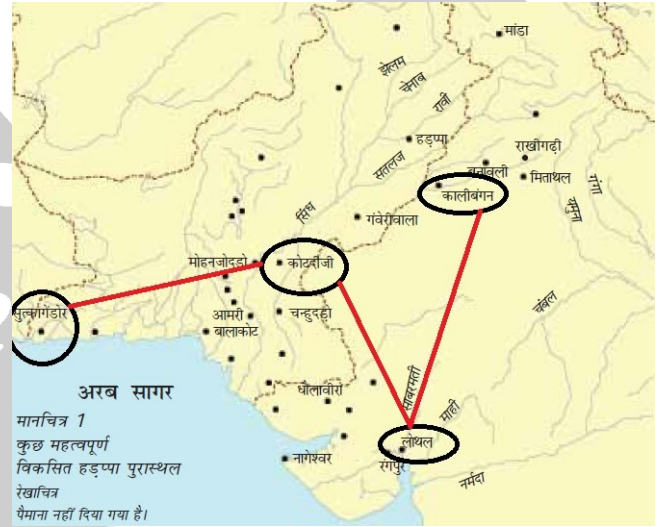 मांडा
झेलम
चेनाब
रावी
हड़प्पा
सतलज
राखीगढ़ी
बनावली
मिताथल
कालीबंगन
गंगा
यमुना
सिंध
गंवेरीवाला
मोहनजोदड़ो
कोटदीजी
सुत्कागेंडोर
आमरी
चन्हुदड़ो
बालाकोट
चंबल
अरब सागर
धौलावीरा
साबरमती
माही
लोथल
रंगपुर
नागेश्वर
नर्मदा
मानचित्र 1
कुछ महत्वपूर्ण
विकसित हड़प्पा पुरास्थल
रेखाचित्र
पैमाना नहीं दिया गया है।